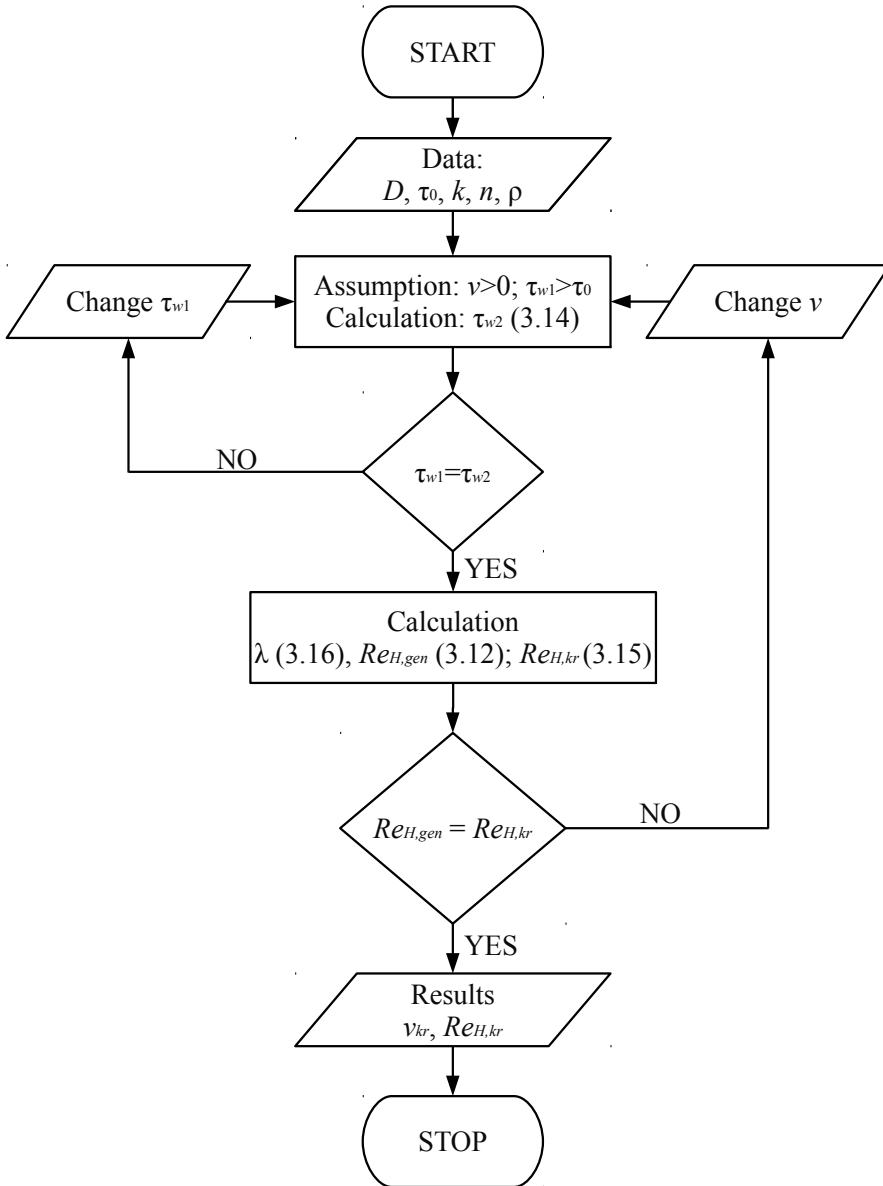 START
Data:
D, τ0, k, n, ρ
Change τw1
Assumption: v>0; τw1>τ0
Calculation: τw2 (3.14)
Change v
NO
τw1=τw2
YES
Calculation
λ (3.16), ReH,gen (3.12); ReH,kr (3.15)
ReH,gen = ReH,kr
NO
YES
Results
vkr, ReH,kr
STOP